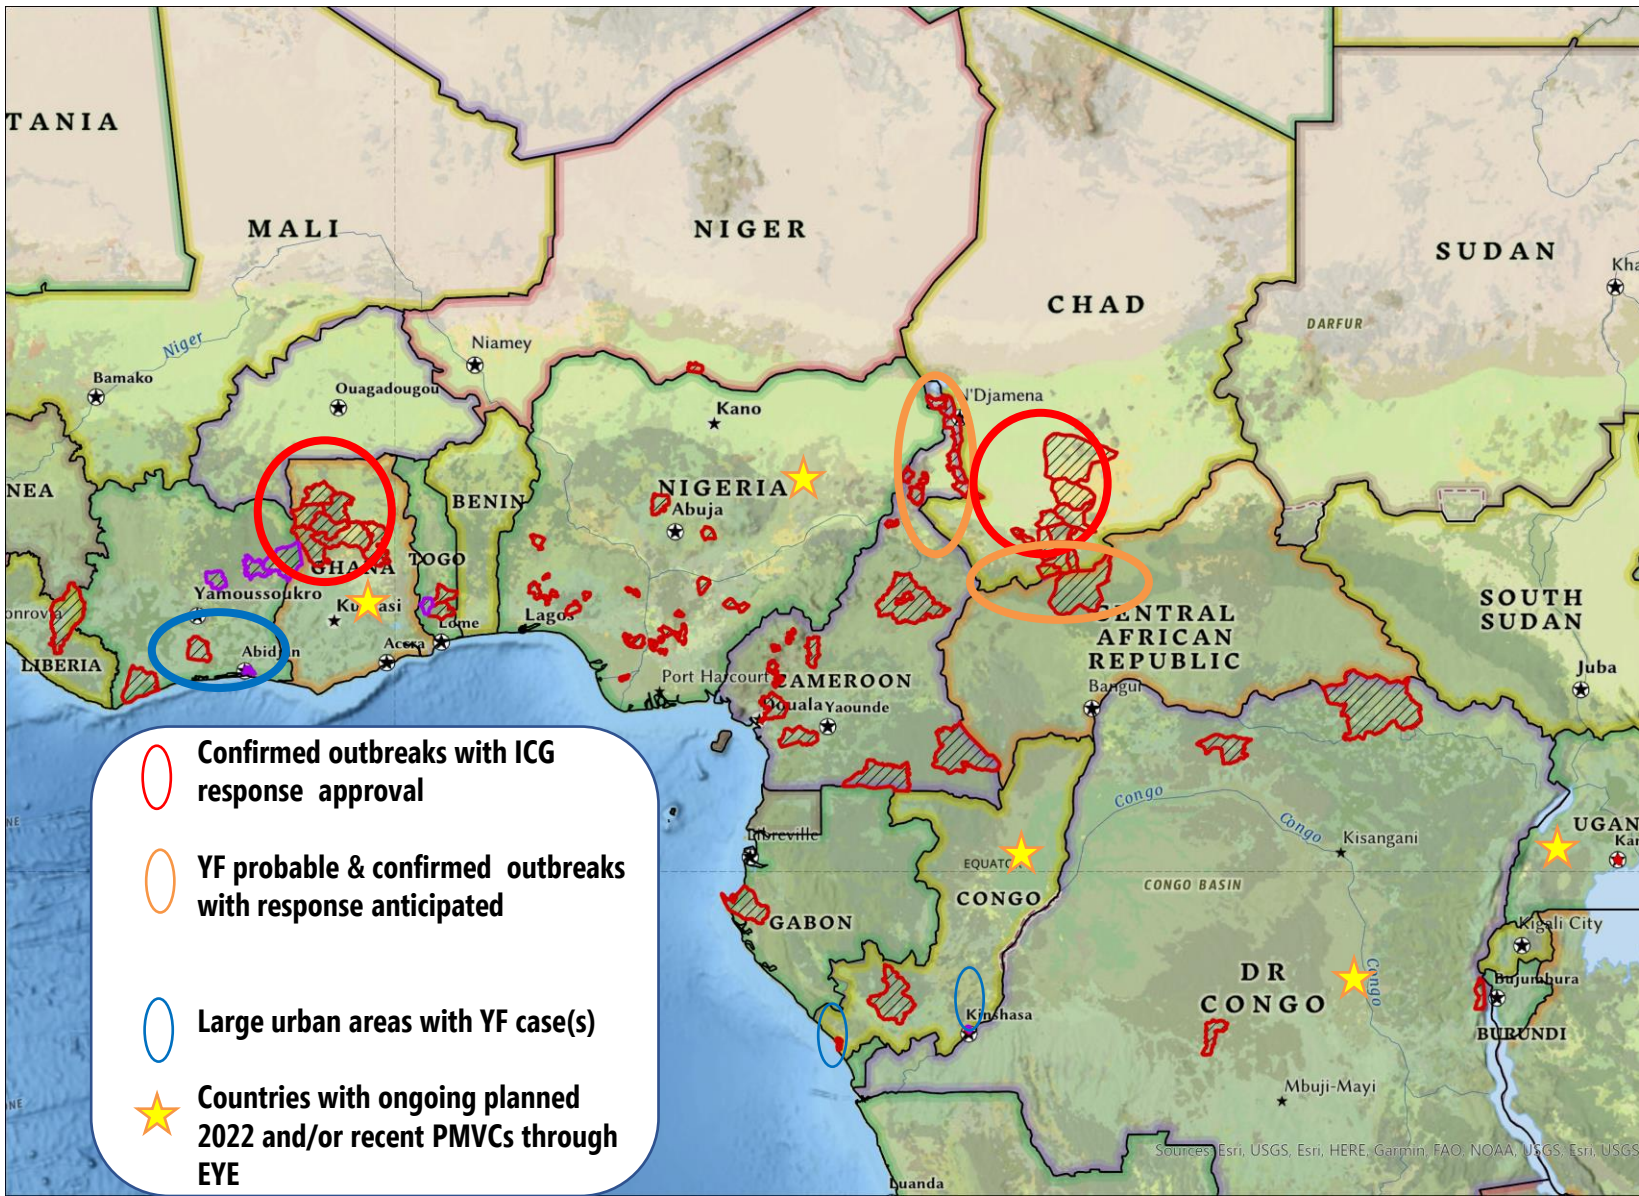 TANIA
MALI
NIGER
SUDAN
Kha
CHAD
DARFUR
Niger
Niamey
Bamako
Ouagadougou
N'Djamena
Kano
NEA
NIGERIA
BENIN
Abuja
GHANA
TOGO
Yamoussoukro
Kumasi
onrovia
Lagos
Lome
Accra
Abidjan
LIBERIA
CENTRAL
AFRICAN
REPUBLIC
SOUTH
SUDAN
Juba
Port Harcourt
CAMEROON
Bangui
Douala
Yaounde
Confirmed outbreaks with ICG
response approval
YF probable & confirmed outbreaks
with response anticipated
Large urban areas with YF case(s)
Countries with ongoing planned
2022 and/or recent PMVCs through
EYE
Congo
Congo
Kisangani
UGAN
Kam
NE
Libreville
EQUATO
CONGO
CONGO BASIN
GABON
Kigali City
DR
CONGO
Congo
Bujumbura
Kinshasa
BURUNDI
Mbuji-Mayi
ONE
Sources: Esri, USGS, Esri, HERE, Garmin, FAO, NOAA, USGS, Esri, USGS
Luanda